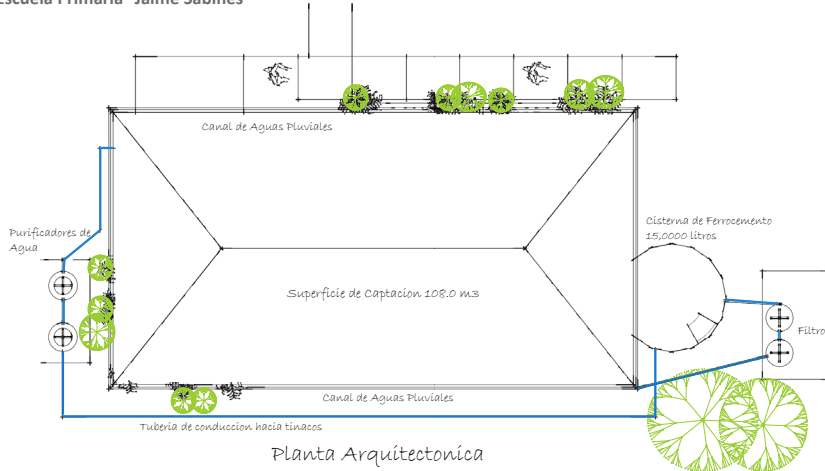 Escuela Primaria "Jaime Sabines"
Canal de Aguas Pluviales
Purificadores de
Agua
Cisterna de Ferrocemento
15,0000 litros
Superficie de Captacion 108.0 m3
Filtro
Canal de Aguas Pluviales
Tuberia de conduccion hacia tinacos
Planta Arquitectonica